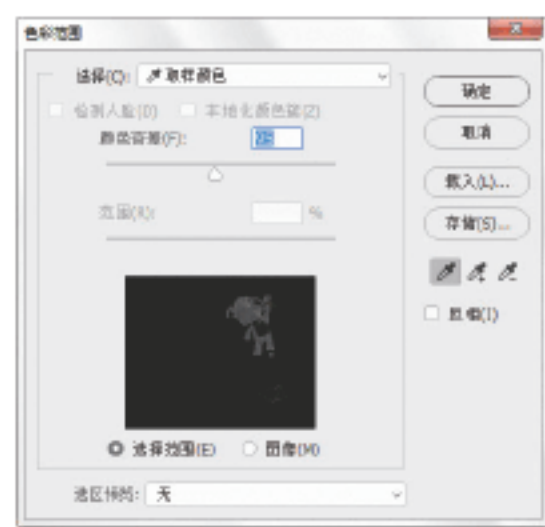 色彩范围
选择(C): 取样颜色
检测人脸(D) 本地化颜色簇(Z)
颜色容差(F):
范围(R): %
选择范围(E) 图像(M)
选区预览: 无
确定
取消
载入(L)...
存储(S)...
反相(I)